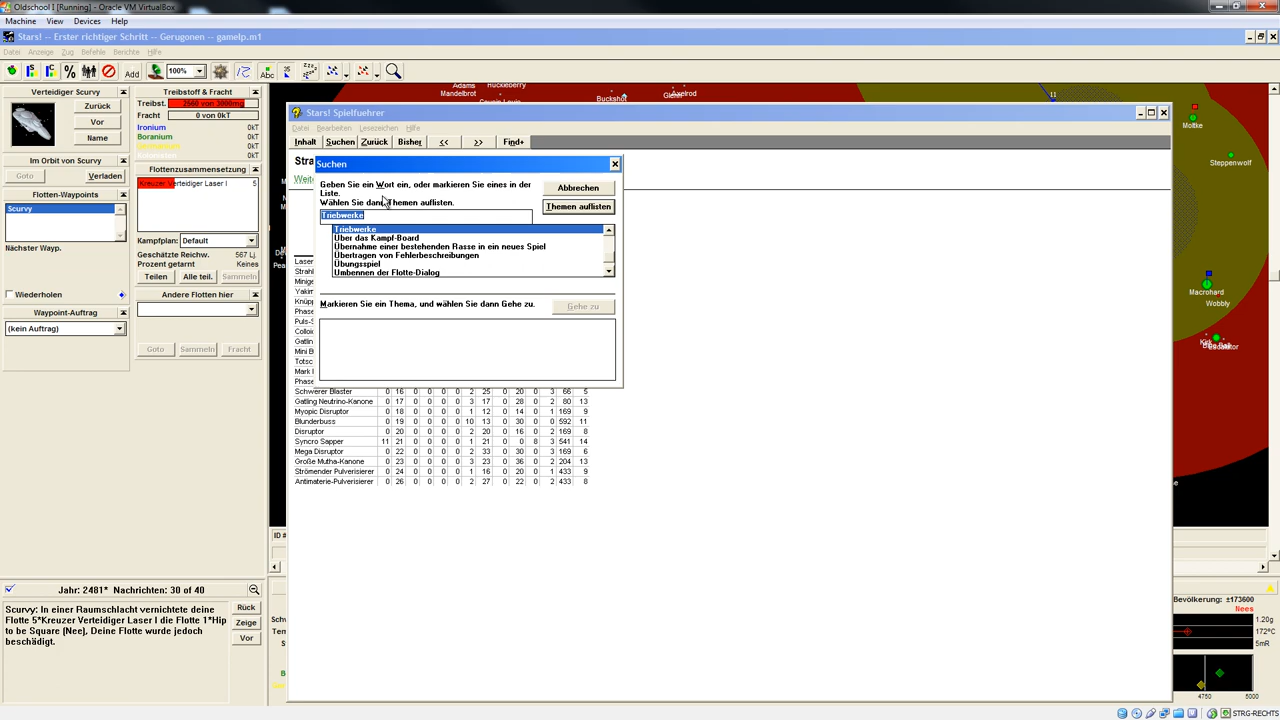 Oldschool I [Running] - Oracle VM VirtualBox
Machine View Devices Help
Stars! -- Erster richtiger Schritt -- Gerugonen -- gamelp.m1
Datei Anzeige Zug Befehle Berichte Hilfe
Add 100% Abc
Verteidiger Scurvy
Zurück
Vor
Name
Im Orbit von Scurvy
Goto Verladen
Flotten-Waypoints
Scurvy
Nächster Wayp.
Wiederholen
Waypoint-Auftrag
(kein Auftrag)
Treibstoff & Fracht
Treibst. 2560 von 3000mg
Fracht 0 von 0kT
Ironium 0kT
Boranium 0kT
0kT
0kT
Flottenzusammensetzung
Kreuzer Verteidiger Laser I 5
Kampfplan: Default
Geschätzte Reichw. 567 Lj.
Prozent getarnt Keines
Teilen Alle teil. Sammeln
Andere Flotten hier
Goto Sammeln Fracht
Jahr: 2481* Nachrichten: 30 of 40
Scurvy: In einer Raumschlacht vernichtete deine
Flotte 5*Kreuzer Verteidiger Laser I die Flotte 1*Hip
to be Square (Nee), Deine Flotte wurde jedoch
beschädigt.
Rück
Zeige
Vor
Adams Huckleberry
Mandelbrot
Buckshot
Axelrod
11
Moltke
Steppenwolf
Macrohard
Wobbly
ID #
Stars! Spielfuehrer
Datei Bearbeiten Lesezeichen ?
Inhalt Suchen Zurück Bisher << >> Find+
Suchen
Geben Sie ein Wort ein, oder markieren Sie eines in der
Liste.
Wählen Sie dann Themen auflisten.
Abbrechen
Themen auflisten
Triebwerke
Triebwerke
Über das Kampf-Board
Übernahme einer bestehenden Rasse in ein neues Spiel
Übertragen von Fehlerbeschreibungen
Übungsspiel
Umbennen der Flotte-Dialog
Markieren Sie ein Thema, und wählen Sie dann Gehe zu.
Gehe zu
Schwerer Blaster 0 16 0 0 0 2 25 0 20 0 3 66 5
Gatling Neutrino-Kanone 0 17 0 0 0 3 17 0 28 0 2 80 13
Myopic Disruptor 0 18 0 0 0 1 12 0 14 0 1 169 9
Blunderbuss 0 19 0 0 0 10 13 0 30 0 0 592 11
Disruptor 0 20 0 0 0 2 20 0 16 0 2 169 8
Syncro Sapper 11 21 0 0 0 1 21 0 0 8 3 541 14
Mega Disruptor 0 22 0 0 0 2 33 0 30 0 3 169 6
Große Mutha-Kanone 0 23 0 0 0 3 23 0 36 0 2 204 13
Strömender Pulverisierer 0 24 0 0 0 1 16 0 20 0 1 433 9
Antimaterie-Pulverisierer 0 26 0 0 0 2 27 0 22 0 2 433 8
Bevölkerung: ±173600
Nees
1.20g
172°C
5mR
4750 5000
STRG-RECHTS